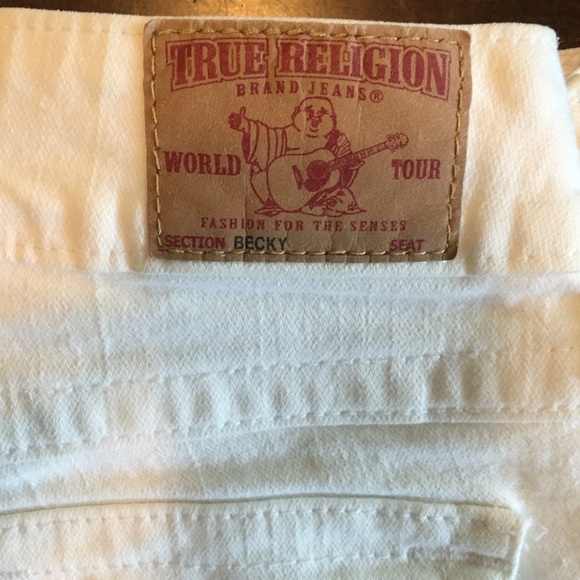 TRUE RELIGION
BRAND JEANS®
WORLD TOUR
FASHION FOR THE SENSES
SECTION BECKY SEAT